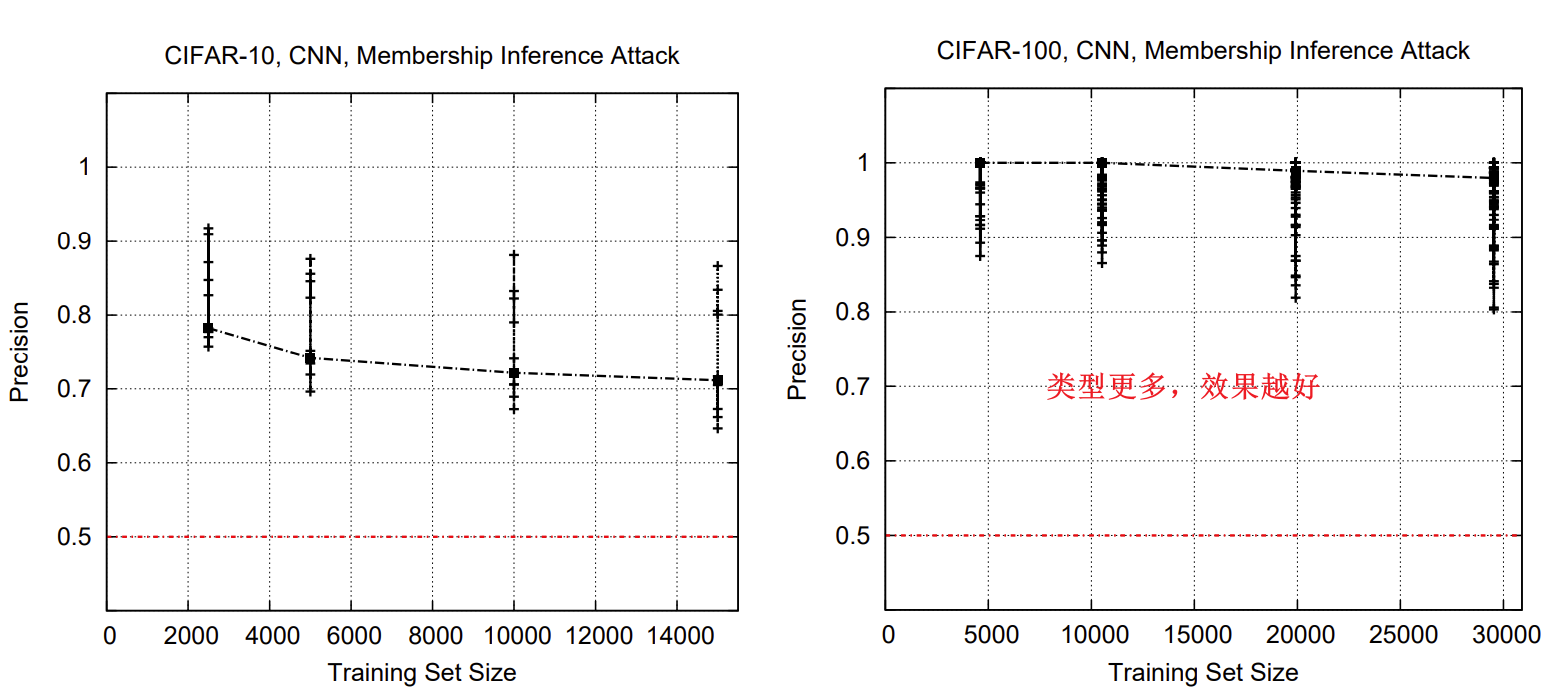 CIFAR-10, CNN, Membership Inference Attack
1
0.9
0.8
0.7
0.6
0.5
Precision
0 2000 4000 6000 8000 10000 12000 14000
Training Set Size
CIFAR-100, CNN, Membership Inference Attack
1
0.9
0.8
0.7
0.6
0.5
Precision
类型更多，效果越好
0 5000 10000 15000 20000 25000 30000
Training Set Size